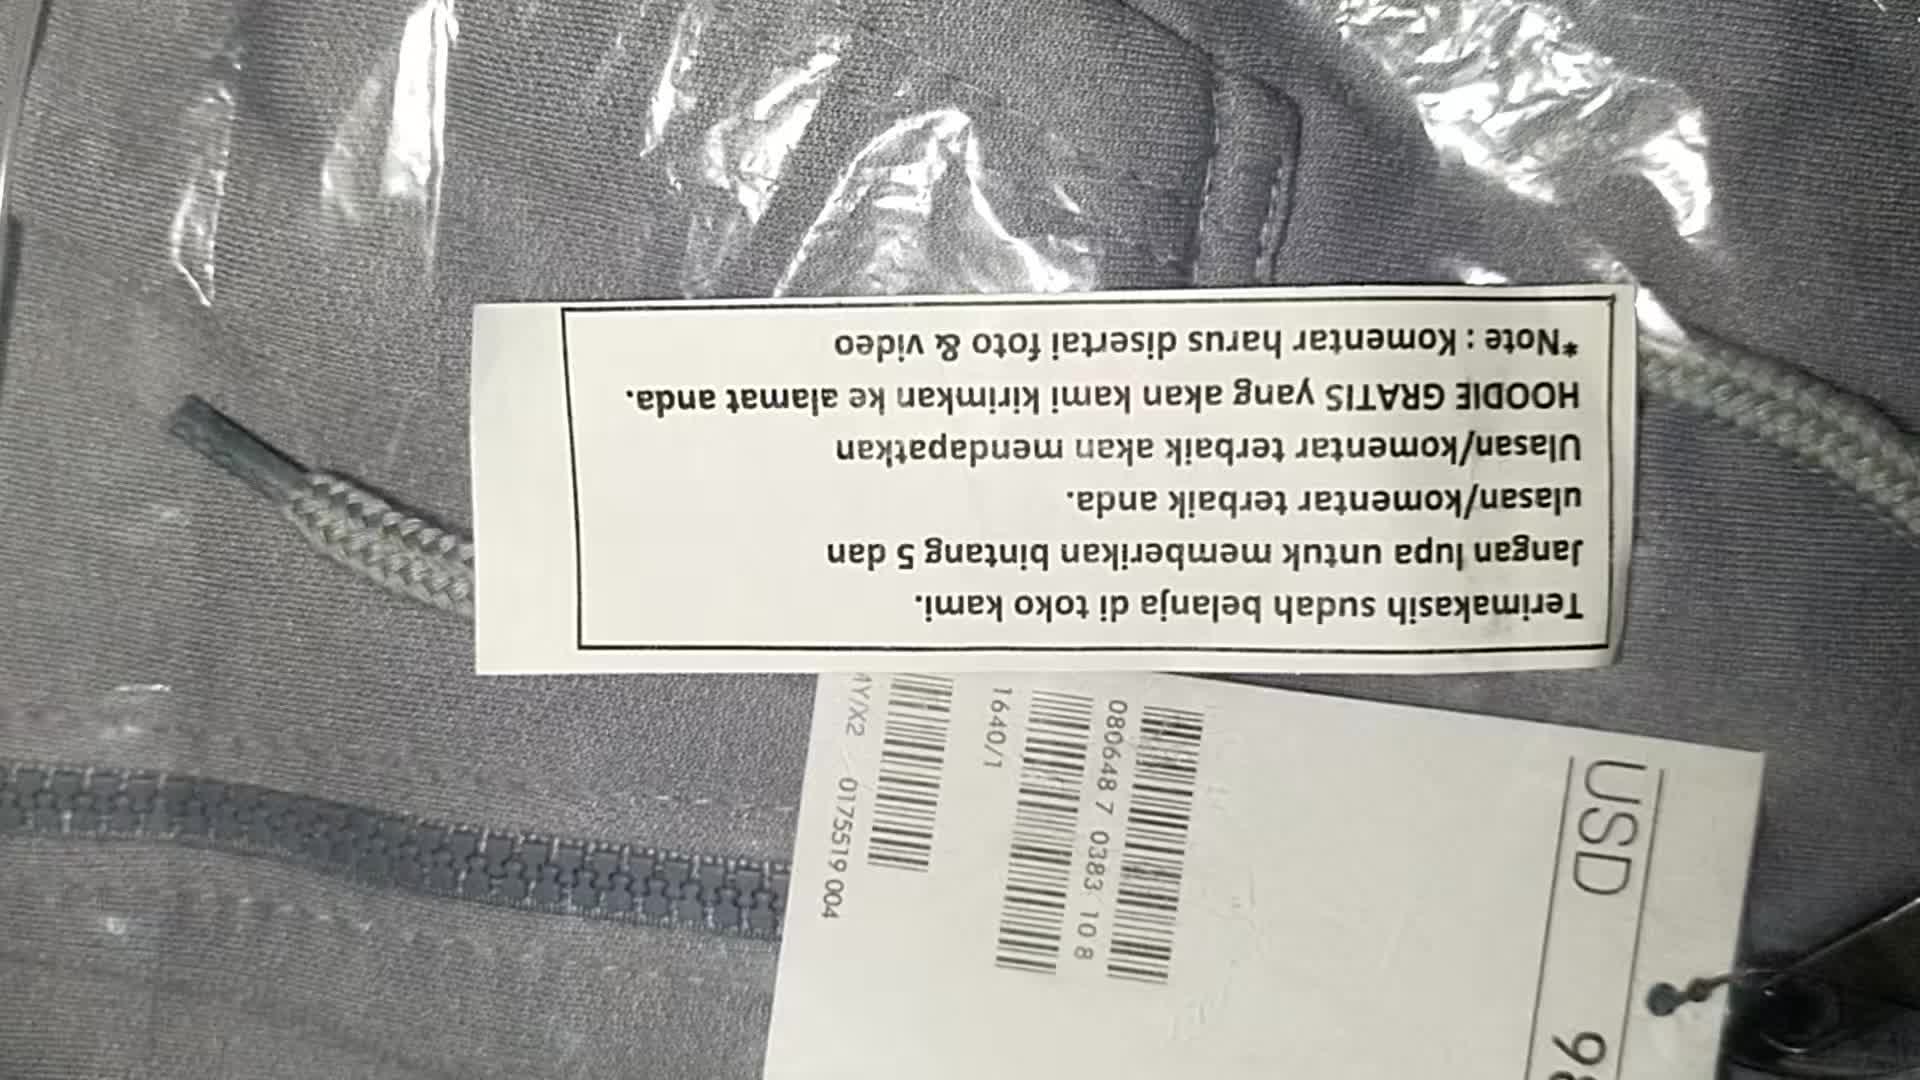 Terimakasih sudah belanja di toko kami.
Jangan lupa untuk memberikan bintang 5 dan
ulasan/komentar terbaik anda.
Ulasan/komentar terbaik akan mendapatkan
HOODIE GRATIS yang akan kami kirimkan ke alamat anda.
*Note : Komentar harus disertai foto & video
USD
080648 7 0383 10 8
1640/1
0175519 004